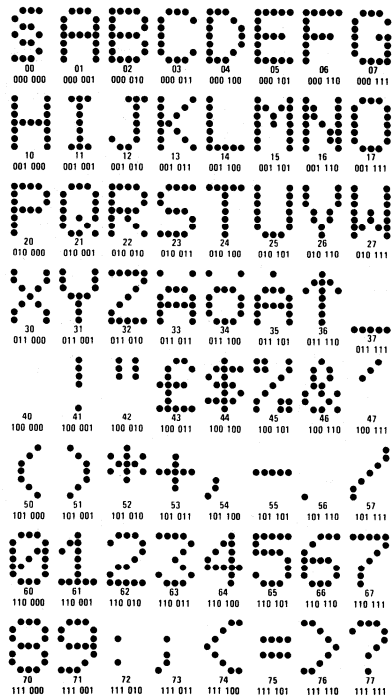 § A B C D E F G
00 01 02 03 04 05 06 07
000 000 000 001 000 010 000 011 000 100 000 101 000 110 000 111
H I J K L M N O
10 11 12 13 14 15 16 17
001 000 001 001 001 010 001 011 001 100 001 101 001 110 001 111
P Q R S T U V W
20 21 22 23 24 25 26 27
010 000 010 001 010 010 010 011 010 100 010 101 010 110 010 111
X Y Z Ä Ö Å ↑ _
30 31 32 33 34 35 36 37
011 000 011 001 011 010 011 011 011 100 011 101 011 110 011 111
! " £ $ % & '
40 41 42 43 44 45 46 47
100 000 100 001 100 010 100 011 100 100 100 101 100 110 100 111
( ) * + , - . /
50 51 52 53 54 55 56 57
101 000 101 001 101 010 101 011 101 100 101 101 101 110 101 111
0 1 2 3 4 5 6 7
60 61 62 63 64 65 66 67
110 000 110 001 110 010 110 011 110 100 110 101 110 110 110 111
8 9 : ; < = > ?
70 71 72 73 74 75 76 77
111 000 111 001 111 010 111 011 111 100 111 101 111 110 111 111